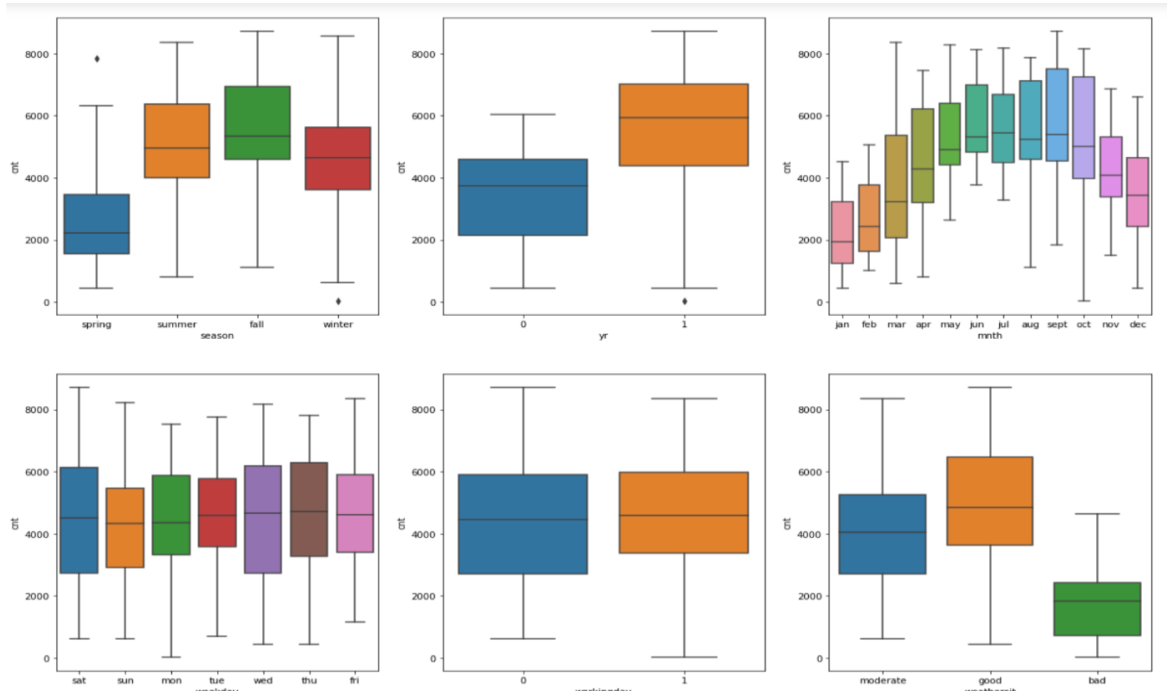 8000
6000
4000
2000
0
cnt
spring summer fall winter
season
8000
6000
4000
2000
0
cnt
0 1
yr
8000
6000
4000
2000
0
cnt
jan feb mar apr may jun jul aug sept oct nov dec
mnth
8000
6000
4000
2000
0
cnt
sat sun mon tue wed thu fri
weekday
8000
6000
4000
2000
0
cnt
0 1
workingday
8000
6000
4000
2000
0
cnt
moderate good bad
weathersit